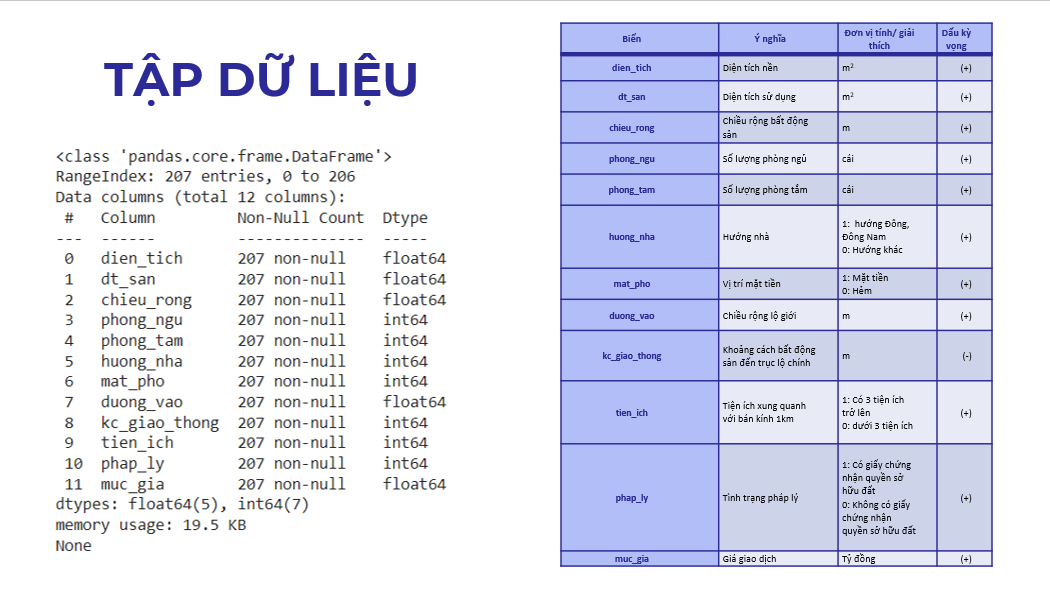 TẬP DỮ LIỆU
<class 'pandas.core.frame.DataFrame'>
RangeIndex: 207 entries, 0 to 206
Data columns (total 12 columns):
# Column Non-Null Count Dtype
--- ------ -------------- -----
0 dien_tich 207 non-null float64
1 dt_san 207 non-null float64
2 chieu_rong 207 non-null float64
3 phong_ngu 207 non-null int64
4 phong_tam 207 non-null int64
5 huong_nha 207 non-null int64
6 mat_pho 207 non-null int64
7 duong_vao 207 non-null float64
8 kc_giao_thong 207 non-null int64
9 tien_ich 207 non-null int64
10 phap_ly 207 non-null int64
11 muc_gia 207 non-null float64
dtypes: float64(5), int64(7)
memory usage: 19.5 KB
None
Biến Ý nghĩa Đơn vị tính/ giải Dấu kỳ
thích vọng
dien_tich Diện tích nền m² (+)
dt_san Diện tích sử dụng m² (+)
chieu_rong Chiều rộng bất động
sản m (+)
phong_ngu Số lượng phòng ngủ cái (+)
phong_tam Số lượng phòng tắm cái (+)
huong_nha Hướng nhà 1: hướng Đông,
Đông Nam
0: Hướng khác (+)
mat_pho Vị trí mặt tiền 1: Mặt tiền
0: Hẻm (+)
duong_vao Chiều rộng lộ giới m (+)
kc_giao_thong Khoảng cách bất động
sản đến trục lộ chính m (-)
tien_ich Tiện ích xung quanh
với bán kính 1km 1: Có 3 tiện ích
trở lên
0: dưới 3 tiện ích (+)
phap_ly Tình trạng pháp lý 1: Có giấy chứng
nhận quyền sở
hữu đất
0: Không có giấy
chứng nhận
quyền sở hữu đất (+)
muc_gia Giá giao dịch Tỷ đồng (+)